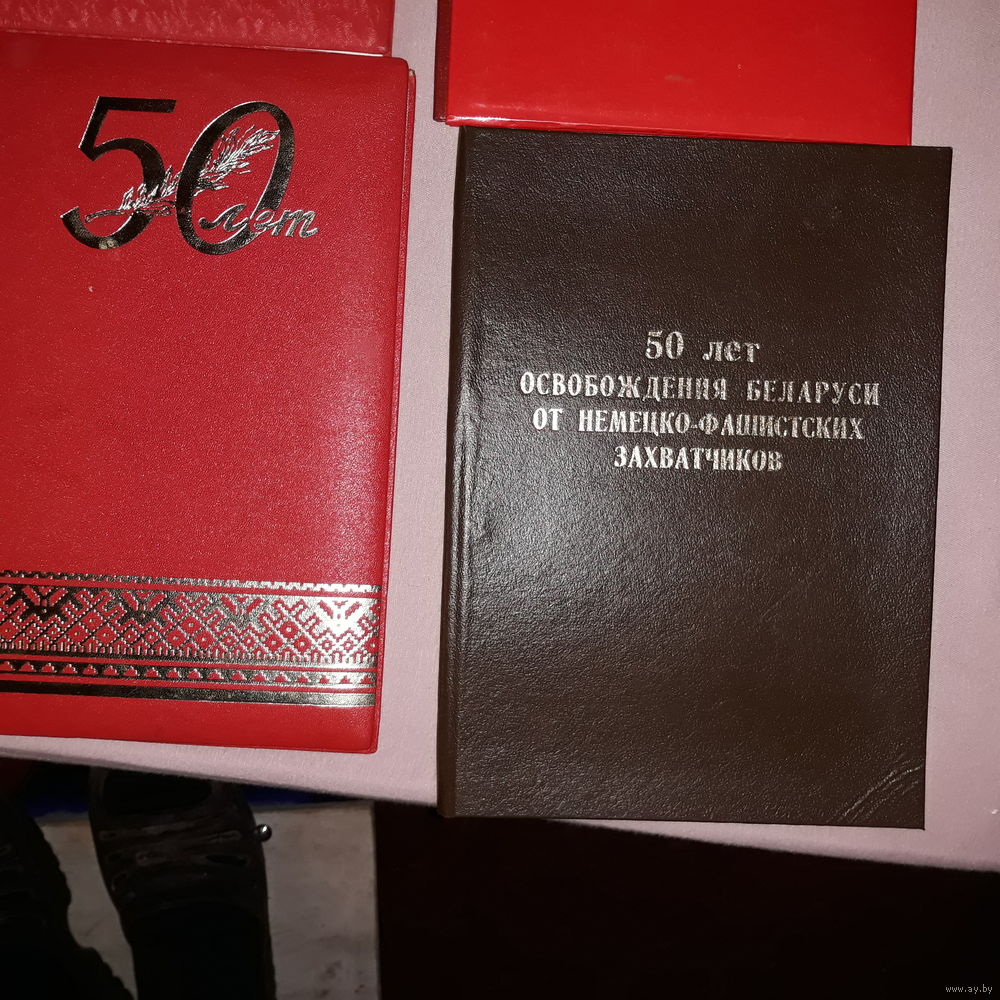 50
лет
50 лет
ОСВОБОЖДЕНИЯ БЕЛАРУСИ
ОТ НЕМЕЦКО-ФАШИСТСКИХ
ЗАХВАТЧИКОВ
www.ay.by